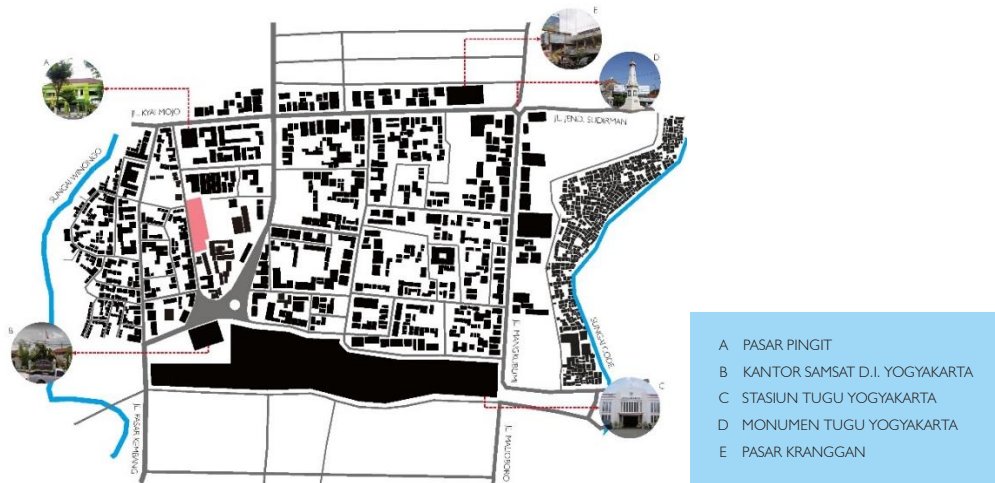 E
A
D
JL. KYAI MOJO
JL. JEND. SUDIRMAN
SUNGAI WINONGO
B
SUNGAI CODE
JL. MANGKUBUMI
C
JL. PASAR KEMBANG
JL. MALIOBORO
A PASAR PINGIT
B KANTOR SAMSAT D.I. YOGYAKARTA
C STASIUN TUGU YOGYAKARTA
D MONUMEN TUGU YOGYAKARTA
E PASAR KRANGGAN